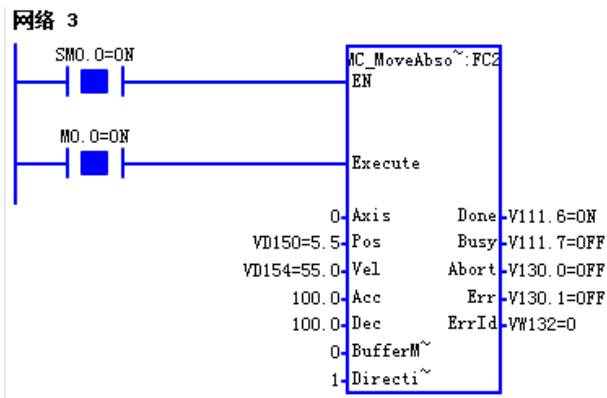 网络 3
SM0.0=ON
MC_MoveAbso~:FC2
EN
M0.0=ON
Execute
0 Axis Done V111.6=ON
VD150=5.5 Pos Busy V111.7=OFF
VD154=55.0 Vel Abort V130.0=OFF
100.0 Acc Err V130.1=OFF
100.0 Dec ErrId VW132=0
0 BufferM~
1 Directi~